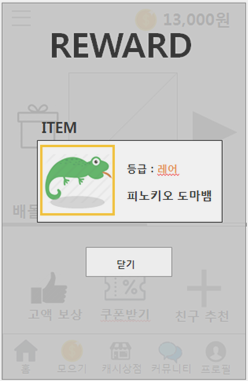 13,000원
REWARD
ITEM
등급 : 레어
피노키오 도마뱀
배
닫기
고액 보상
쿠폰받기
친구 추천
홈
모으기
캐시상점
커뮤니티
프로필